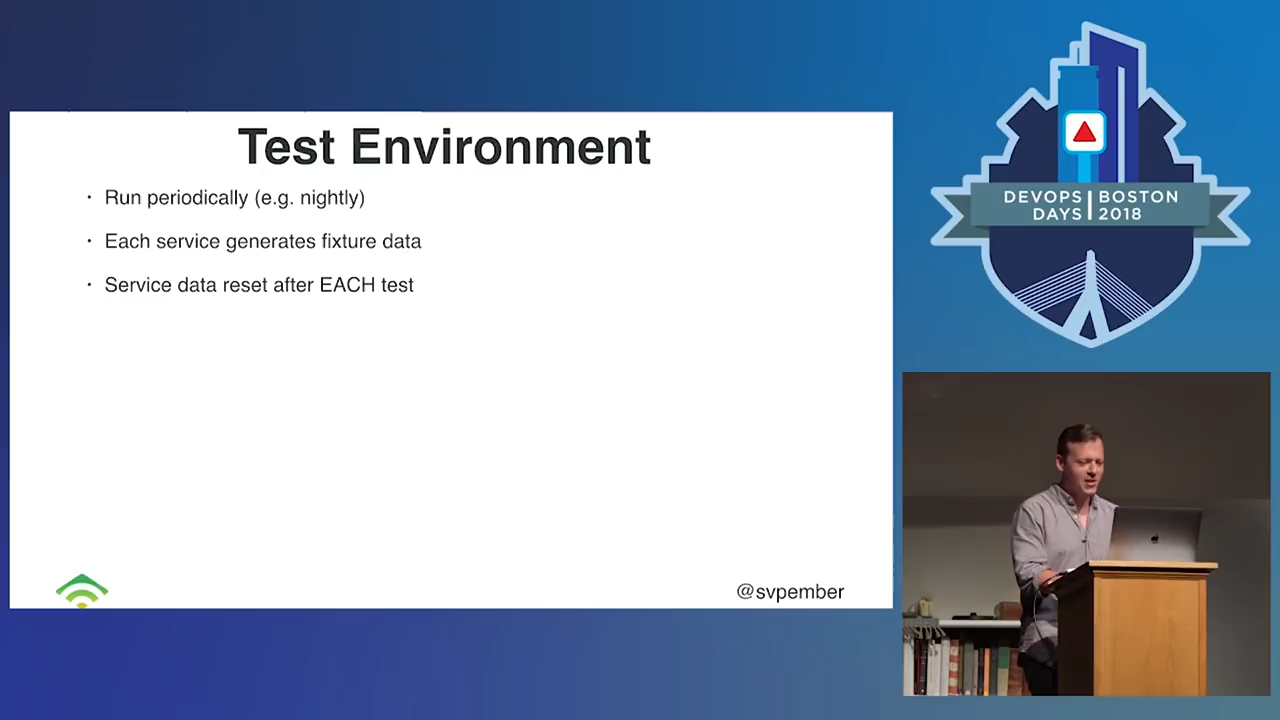 Test Environment
· Run periodically (e.g. nightly)
· Each service generates fixture data
· Service data reset after EACH test
@svpember
DEVOPS DAYS
BOSTON 2018